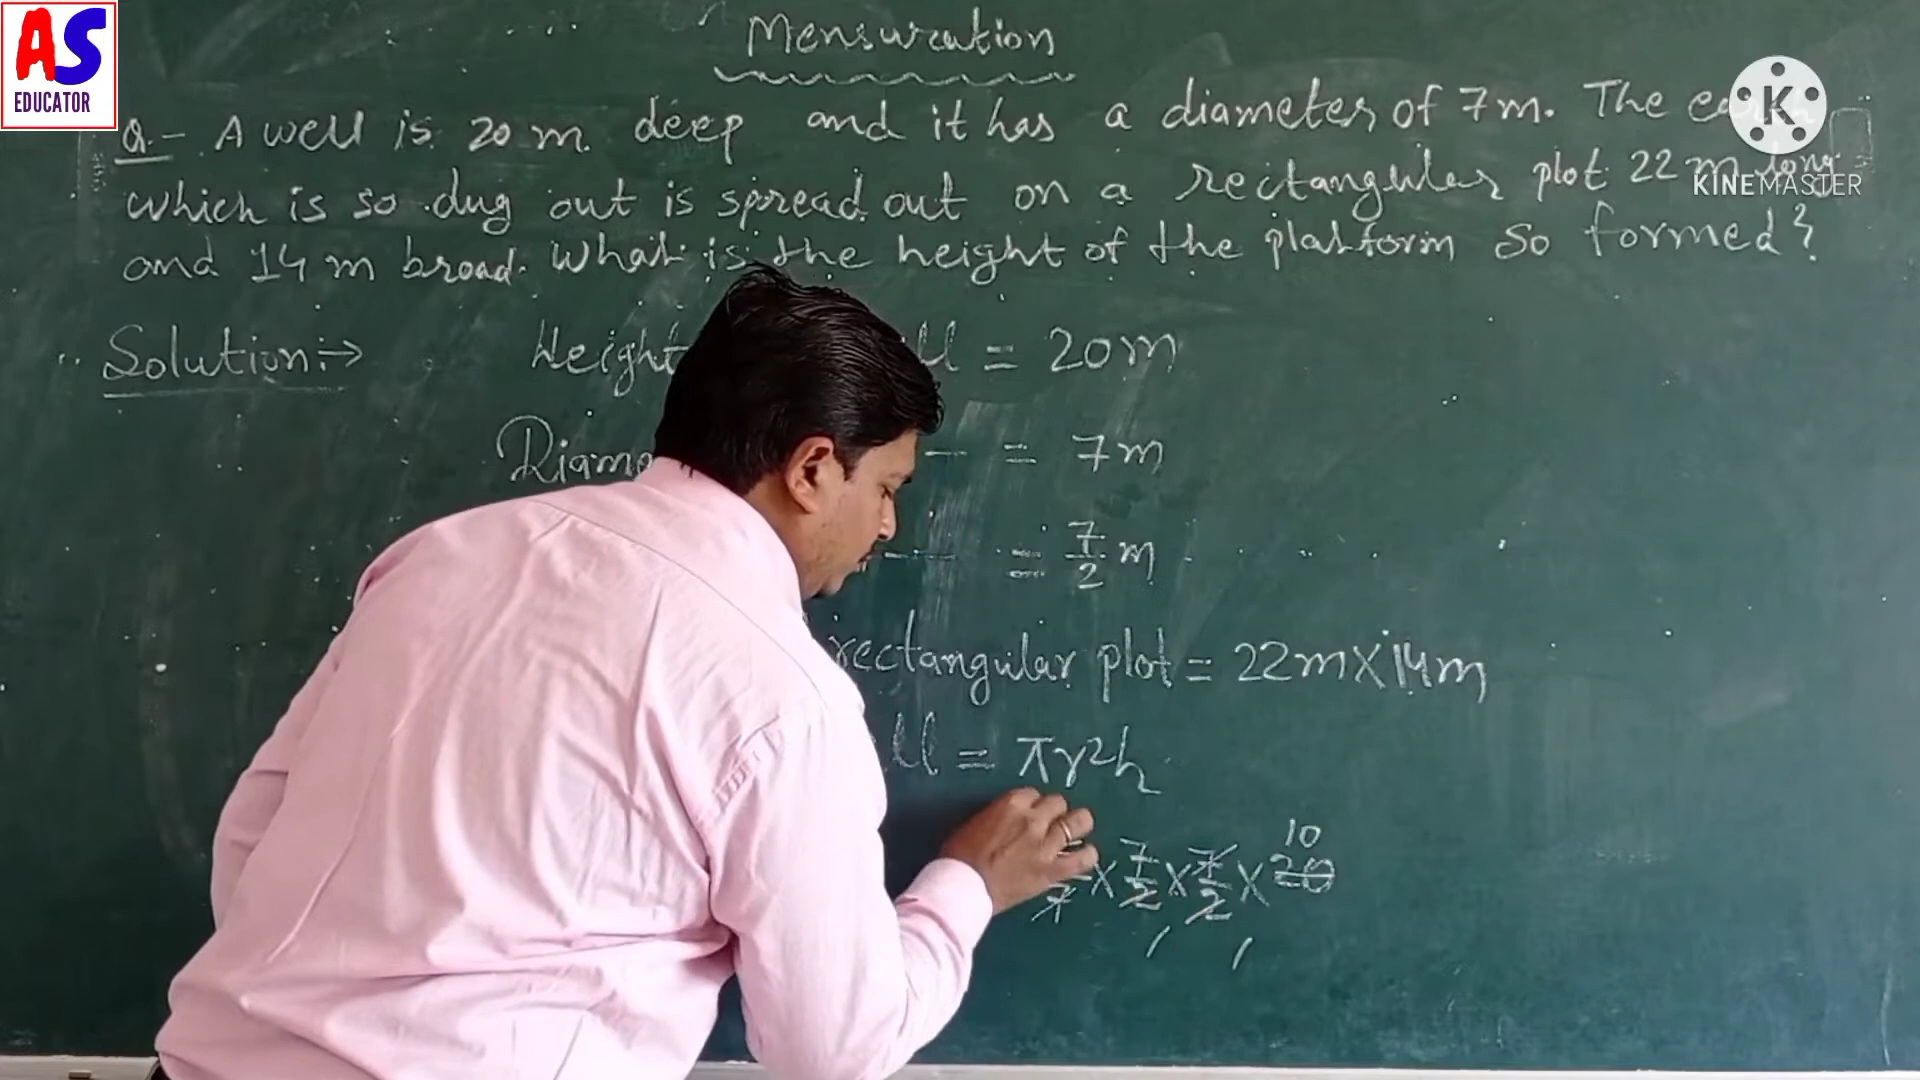 AS
EDUCATOR
K
KINEMASTER
Mensuration
Q.- A well is 20 m deep and it has a diameter of 7m. The earth
which is so dug out is spread out on a rectangular plot 22 m long
and 14 m broad. What is the height of the platform so formed?
Solution:→ Height = 20m
= 7m
= 7/2 m
rectangular plot = 22m×14m
= πr²h
× 7/2 × 7/2 × 20 10